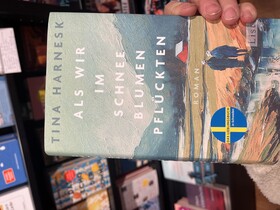 TINA HARNESK
ALS WIR
IM
SCHNEE
BLUMEN
PFLÜCKTEN
ROMAN